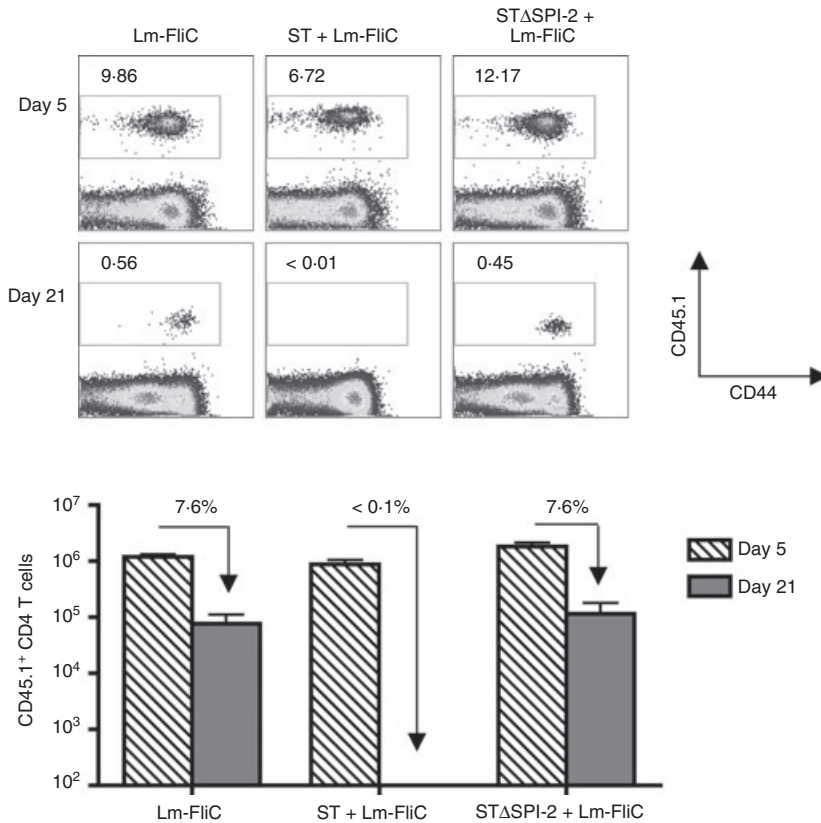 Lm-FliC
ST + Lm-FliC
STΔSPI-2 +
Lm-FliC
Day 5
9·86
6·72
12·17
Day 21
0·56
< 0·01
0·45
CD45.1
CD44
CD45.1⁺ CD4 T cells
10⁷
10⁶
10⁵
10⁴
10³
10²
7·6%
< 0·1%
7·6%
Day 5
Day 21
Lm-FliC
ST + Lm-FliC
STΔSPI-2 + Lm-FliC